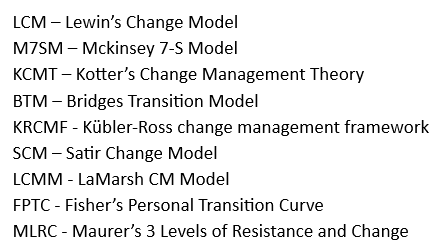 LCM – Lewin’s Change Model
M7SM – Mckinsey 7-S Model
KCMT – Kotter’s Change Management Theory
BTM – Bridges Transition Model
KRCMF - Kübler-Ross change management framework
SCM – Satir Change Model
LCMM - LaMarsh CM Model
FPTC - Fisher’s Personal Transition Curve
MLRC - Maurer’s 3 Levels of Resistance and Change